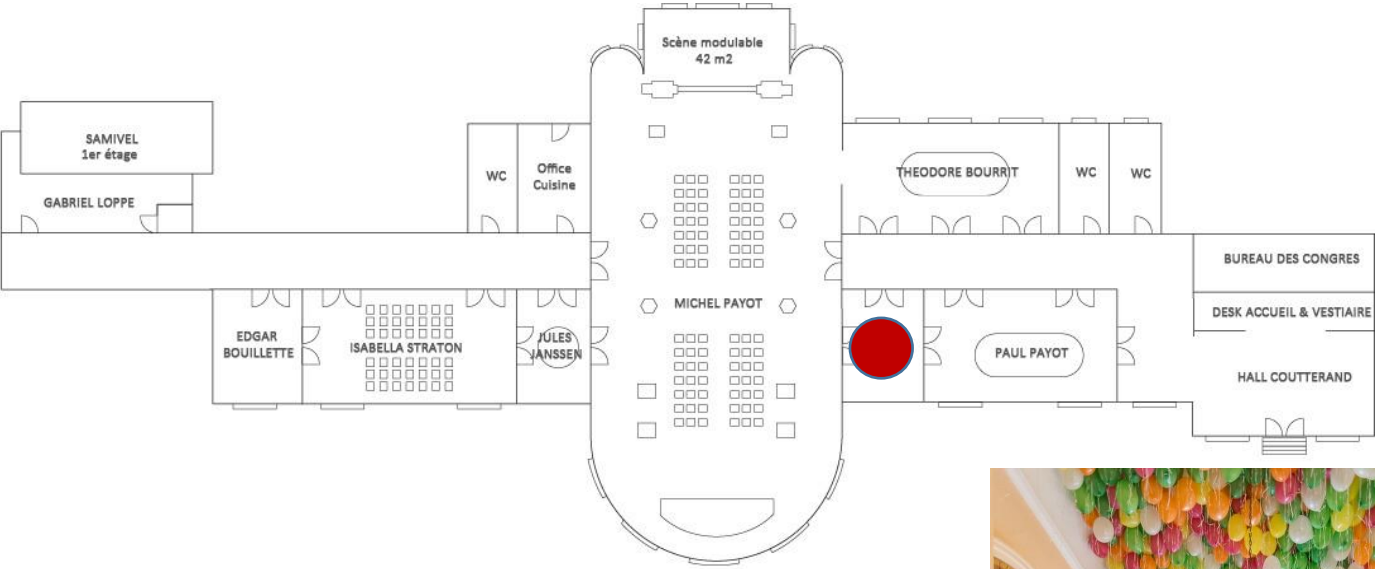 Scène modulable
42 m2
SAMIVEL
1er étage
GABRIEL LOPPE
WC
Office
Cuisine
THEODORE BOURRIT
WC
WC
BUREAU DES CONGRES
DESK ACCUEIL & VESTIAIRE
HALL COUTTERAND
MICHEL PAYOT
EDGAR
BOUILLETTE
ISABELLA STRATON
JULES
JANSSEN
PAUL PAYOT